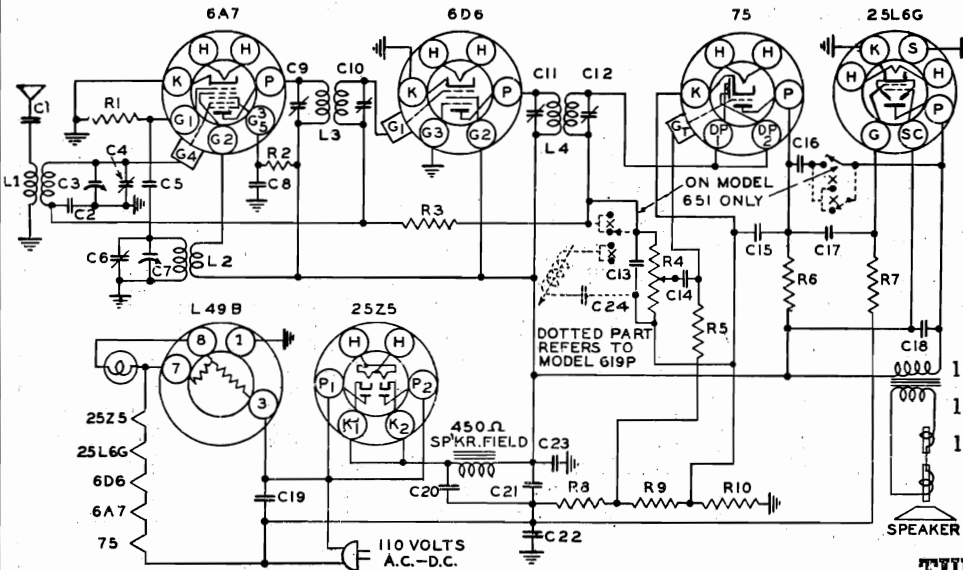 6A7
6D6
75
25L6G
C1
L1
R1
K
H
H
P
G1
G2
G3
G5
G4
C9
C10
L3
R2
C8
C3
C4
C5
C2
C6
C7
L2
K
H
H
P
G1
G3
G2
C11
C12
L4
R3
K
H
H
P
GT
DP
1
DP
2
C16
K
S
H
H
P
G
SC
ON MODEL
651 ONLY
C13
R4
C14
C24
C15
C17
R5
R6
R7
C18
DOTTED PART
REFERS TO
MODEL 619P
L49B
8
1
7
3
25Z5
H
H
P1
P2
K1
K2
25Z5
25L6G
6D6
6A7
75
C19
450Ω
SP'KR. FIELD
C20
C21
C23
C22
R8
R9
R10
110 VOLTS
A.C.-D.C.
SPEAKER
1
1
1